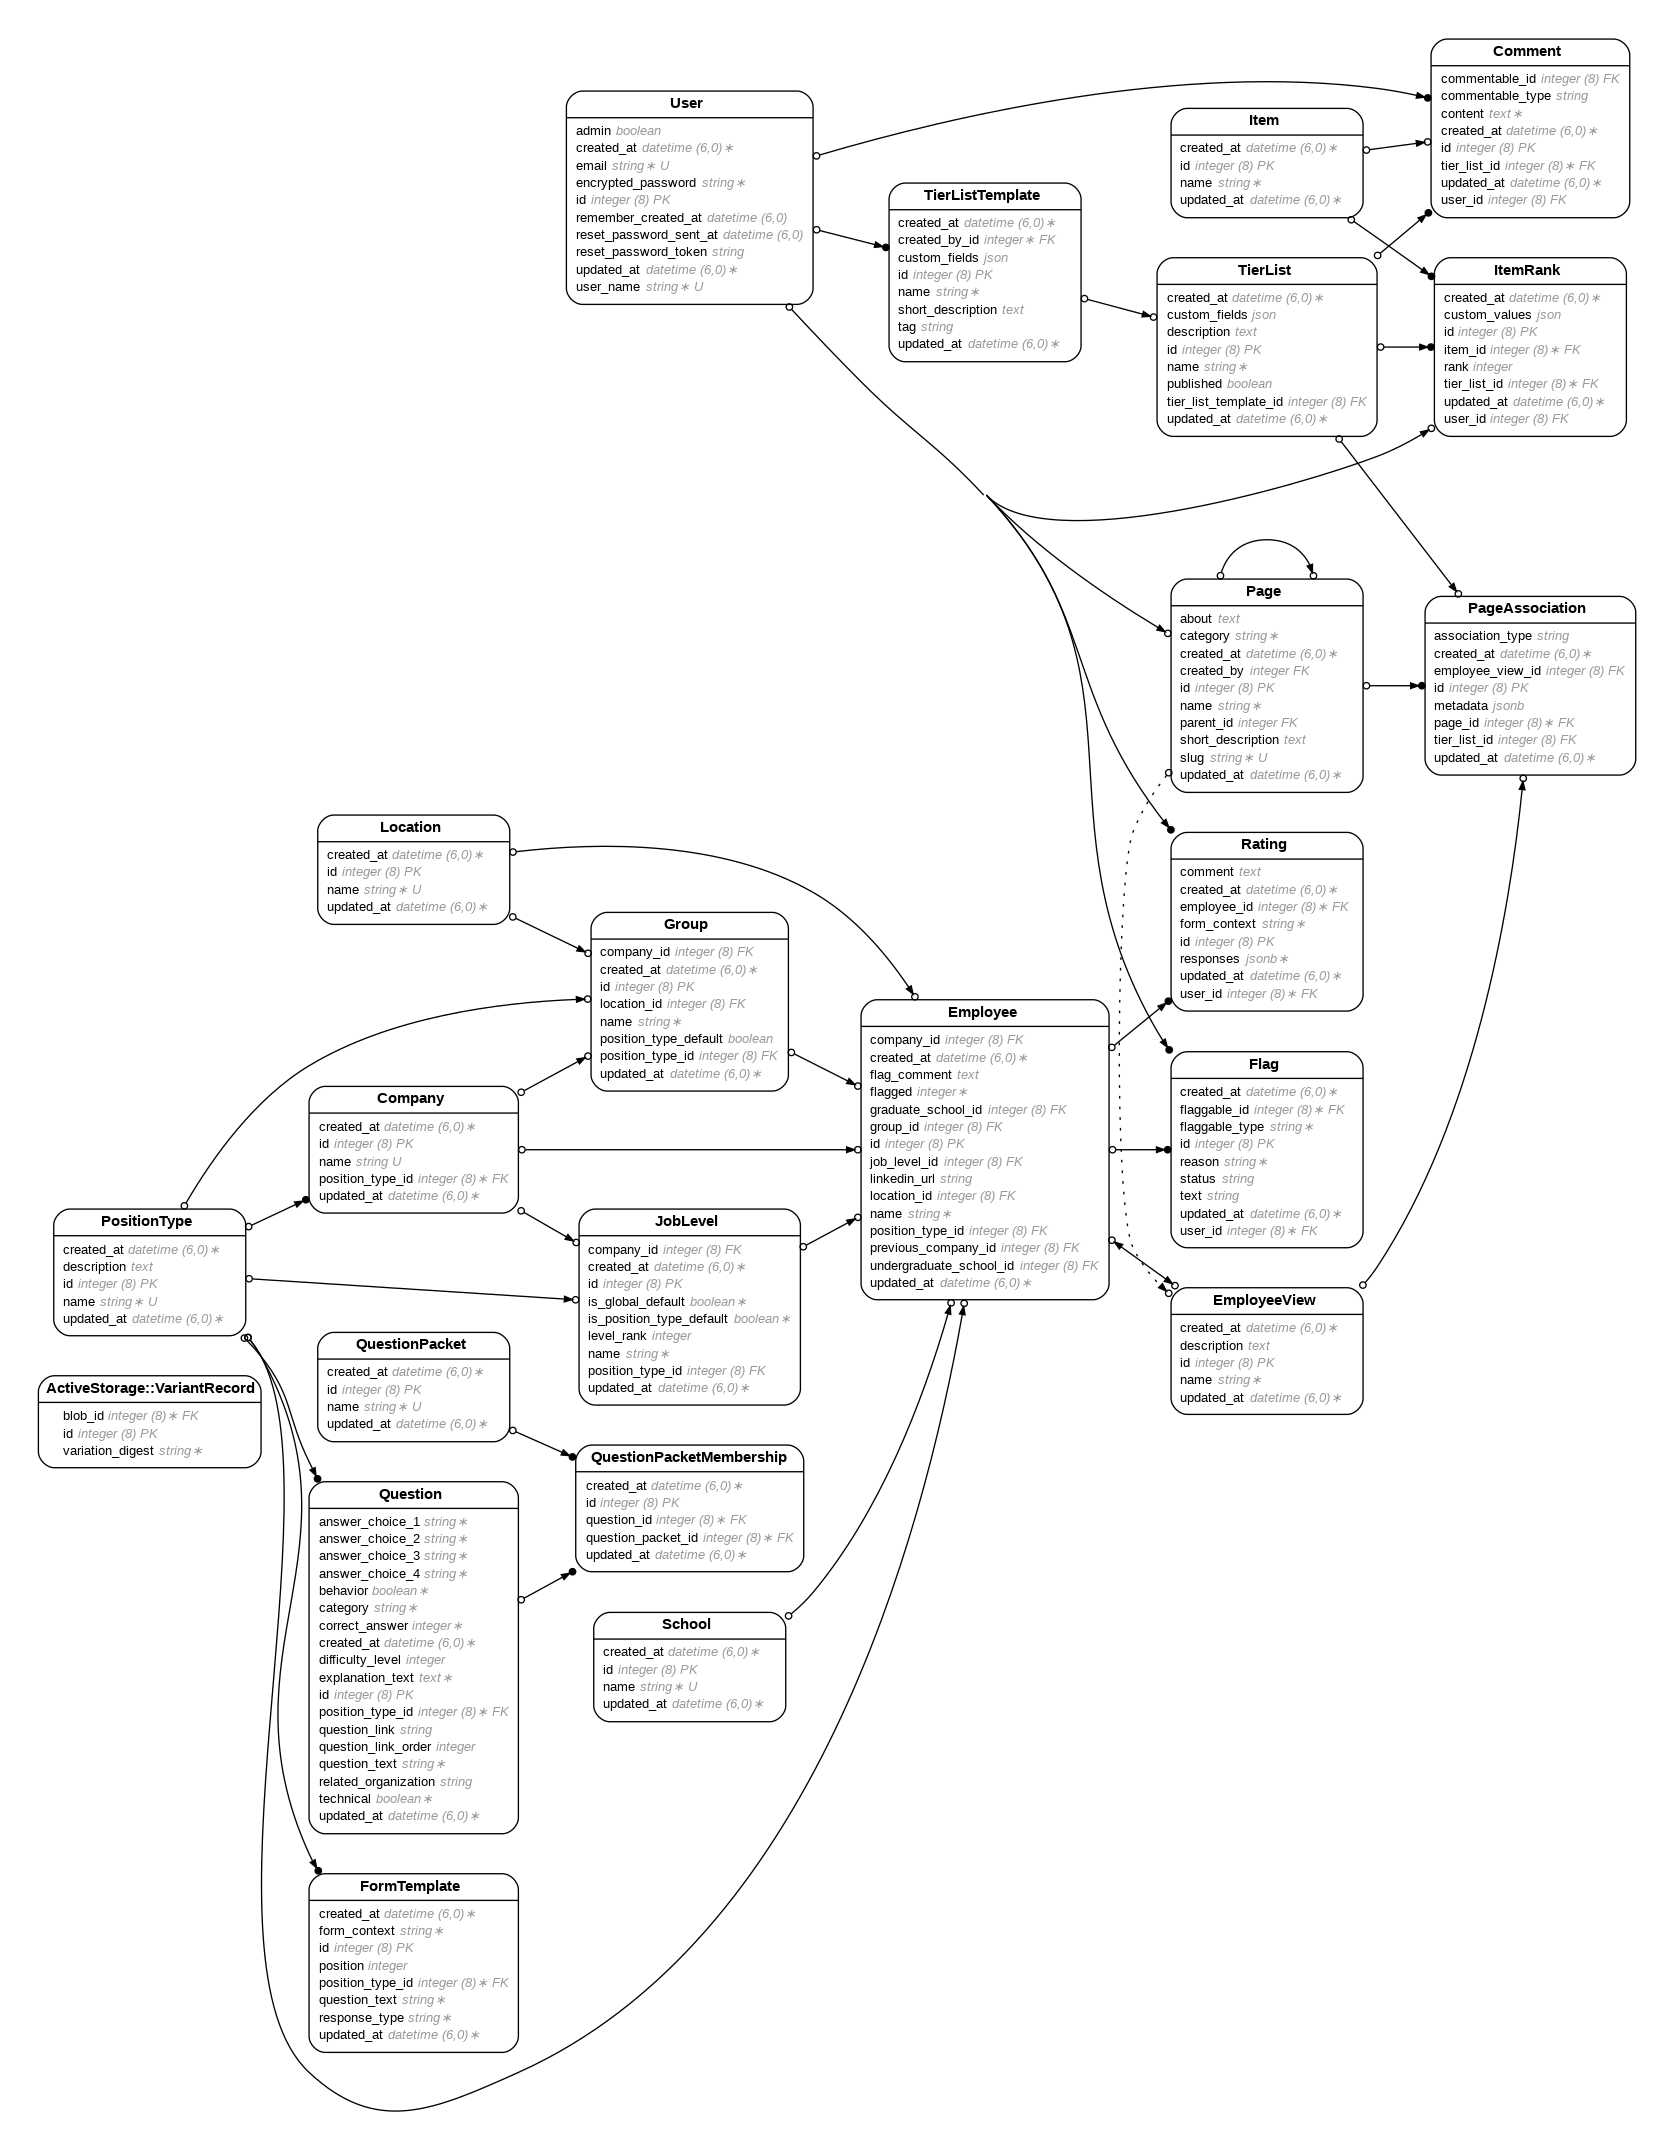 User
admin boolean
created_at datetime (6,0)∗
email string∗ U
encrypted_password string∗
id integer (8) PK
remember_created_at datetime (6,0)
reset_password_sent_at datetime (6,0)
reset_password_token string
updated_at datetime (6,0)∗
user_name string∗ U
TierListTemplate
created_at datetime (6,0)∗
created_by_id integer∗ FK
custom_fields json
id integer (8) PK
name string∗
short_description text
tag string
updated_at datetime (6,0)∗
Item
created_at datetime (6,0)∗
id integer (8) PK
name string∗
updated_at datetime (6,0)∗
Comment
commentable_id integer (8) FK
commentable_type string
content text∗
created_at datetime (6,0)∗
id integer (8) PK
tier_list_id integer (8)∗ FK
updated_at datetime (6,0)∗
user_id integer (8) FK
TierList
created_at datetime (6,0)∗
custom_fields json
description text
id integer (8) PK
name string∗
published boolean
tier_list_template_id integer (8) FK
updated_at datetime (6,0)∗
ItemRank
created_at datetime (6,0)∗
custom_values json
id integer (8) PK
item_id integer (8)∗ FK
rank integer
tier_list_id integer (8)∗ FK
updated_at datetime (6,0)∗
user_id integer (8) FK
Page
about text
category string∗
created_at datetime (6,0)∗
created_by integer FK
id integer (8) PK
name string∗
parent_id integer FK
short_description text
slug string∗ U
updated_at datetime (6,0)∗
PageAssociation
association_type string
created_at datetime (6,0)∗
employee_view_id integer (8) FK
id integer (8) PK
metadata jsonb
page_id integer (8)∗ FK
tier_list_id integer (8) FK
updated_at datetime (6,0)∗
Location
created_at datetime (6,0)∗
id integer (8) PK
name string∗ U
updated_at datetime (6,0)∗
Group
company_id integer (8) FK
created_at datetime (6,0)∗
id integer (8) PK
location_id integer (8) FK
name string∗
position_type_default boolean
position_type_id integer (8) FK
updated_at datetime (6,0)∗
Rating
comment text
created_at datetime (6,0)∗
employee_id integer (8)∗ FK
form_context string∗
id integer (8) PK
responses jsonb∗
updated_at datetime (6,0)∗
user_id integer (8)∗ FK
Employee
company_id integer (8) FK
created_at datetime (6,0)∗
flag_comment text
flagged integer∗
graduate_school_id integer (8) FK
group_id integer (8) FK
id integer (8) PK
job_level_id integer (8) FK
linkedin_url string
location_id integer (8) FK
name string∗
position_type_id integer (8) FK
previous_company_id integer (8) FK
undergraduate_school_id integer (8) FK
updated_at datetime (6,0)∗
Flag
created_at datetime (6,0)∗
flaggable_id integer (8)∗ FK
flaggable_type string∗
id integer (8) PK
reason string∗
status string
text string
updated_at datetime (6,0)∗
user_id integer (8)∗ FK
Company
created_at datetime (6,0)∗
id integer (8) PK
name string U
position_type_id integer (8)∗ FK
updated_at datetime (6,0)∗
PositionType
created_at datetime (6,0)∗
description text
id integer (8) PK
name string∗ U
updated_at datetime (6,0)∗
JobLevel
company_id integer (8) FK
created_at datetime (6,0)∗
id integer (8) PK
is_global_default boolean∗
is_position_type_default boolean∗
level_rank integer
name string∗
position_type_id integer (8) FK
updated_at datetime (6,0)∗
EmployeeView
created_at datetime (6,0)∗
description text
id integer (8) PK
name string∗
updated_at datetime (6,0)∗
QuestionPacket
created_at datetime (6,0)∗
id integer (8) PK
name string∗ U
updated_at datetime (6,0)∗
ActiveStorage::VariantRecord
blob_id integer (8)∗ FK
id integer (8) PK
variation_digest string∗
QuestionPacketMembership
created_at datetime (6,0)∗
id integer (8) PK
question_id integer (8)∗ FK
question_packet_id integer (8)∗ FK
updated_at datetime (6,0)∗
Question
answer_choice_1 string∗
answer_choice_2 string∗
answer_choice_3 string∗
answer_choice_4 string∗
behavior boolean∗
category string∗
correct_answer integer∗
created_at datetime (6,0)∗
difficulty_level integer
explanation_text text∗
id integer (8) PK
position_type_id integer (8)∗ FK
question_link string
question_link_order integer
question_text string∗
related_organization string
technical boolean∗
updated_at datetime (6,0)∗
School
created_at datetime (6,0)∗
id integer (8) PK
name string∗ U
updated_at datetime (6,0)∗
FormTemplate
created_at datetime (6,0)∗
form_context string∗
id integer (8) PK
position integer
position_type_id integer (8)∗ FK
question_text string∗
response_type string∗
updated_at datetime (6,0)∗